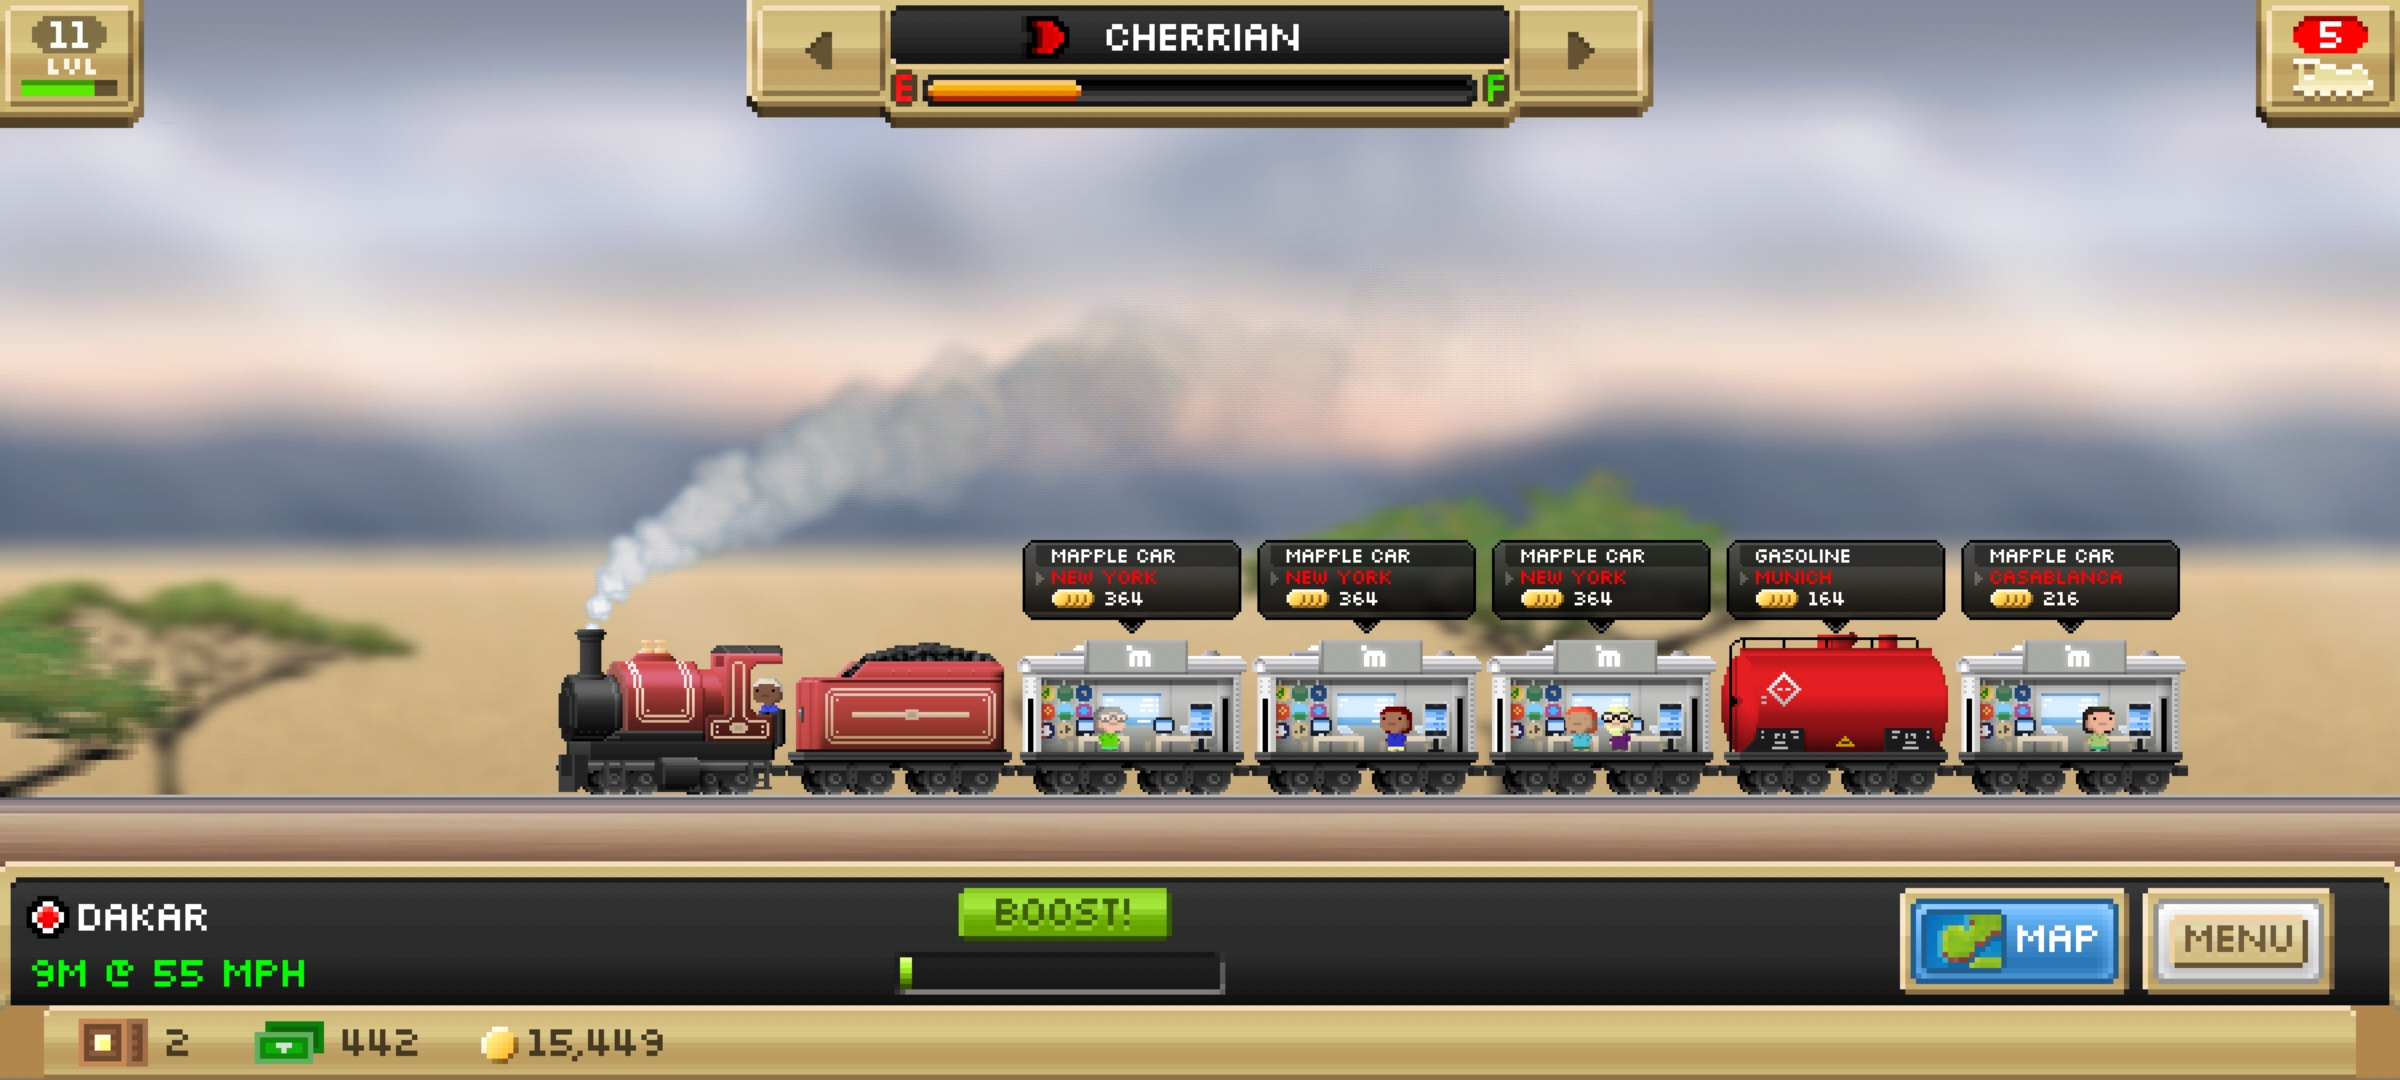 11
LVL
CHERRIAN
E F
5
MAPPLE CAR
NEW YORK
364
MAPPLE CAR
NEW YORK
364
MAPPLE CAR
NEW YORK
364
GASOLINE
MUNICH
164
MAPPLE CAR
CASABLANCA
216
m
m
m
m
DAKAR
9M @ 55 MPH
BOOST!
MAP
MENU
2
442
15,449